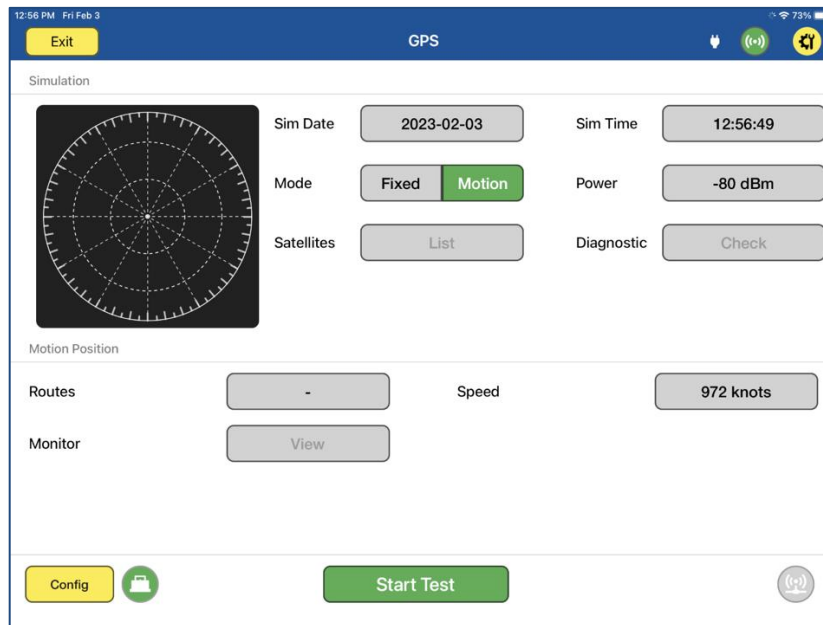 12:56 PM Fri Feb 3 73%
Exit GPS
Simulation
Sim Date 2023-02-03 Sim Time 12:56:49
Mode Fixed Motion Power -80 dBm
Satellites List Diagnostic Check
Motion Position
Routes - Speed 972 knots
Monitor View
Config Start Test